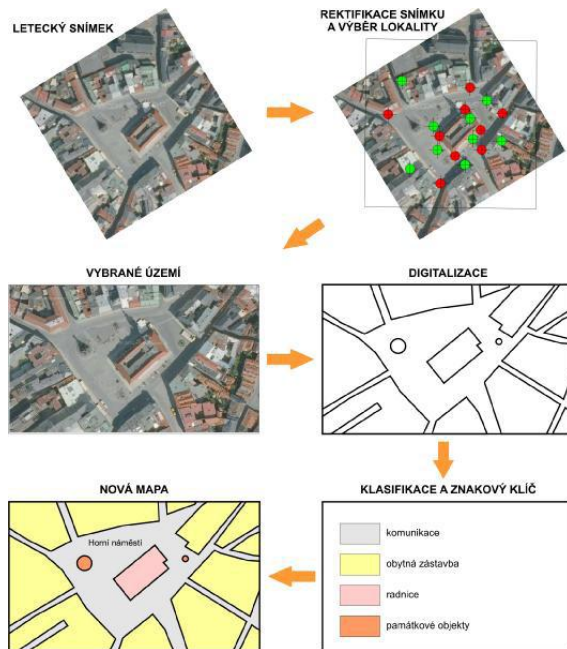 LETECKÝ SNÍMEK
REKTIFIKACE SNÍMKU
A VÝBĚR LOKALITY
VYBRANÉ ÚZEMÍ
DIGITALIZACE
NOVÁ MAPA
Horní náměstí
KLASIFIKACE A ZNAKOVÝ KLÍČ
komunikace
obytná zástavba
radnice
památkové objekty